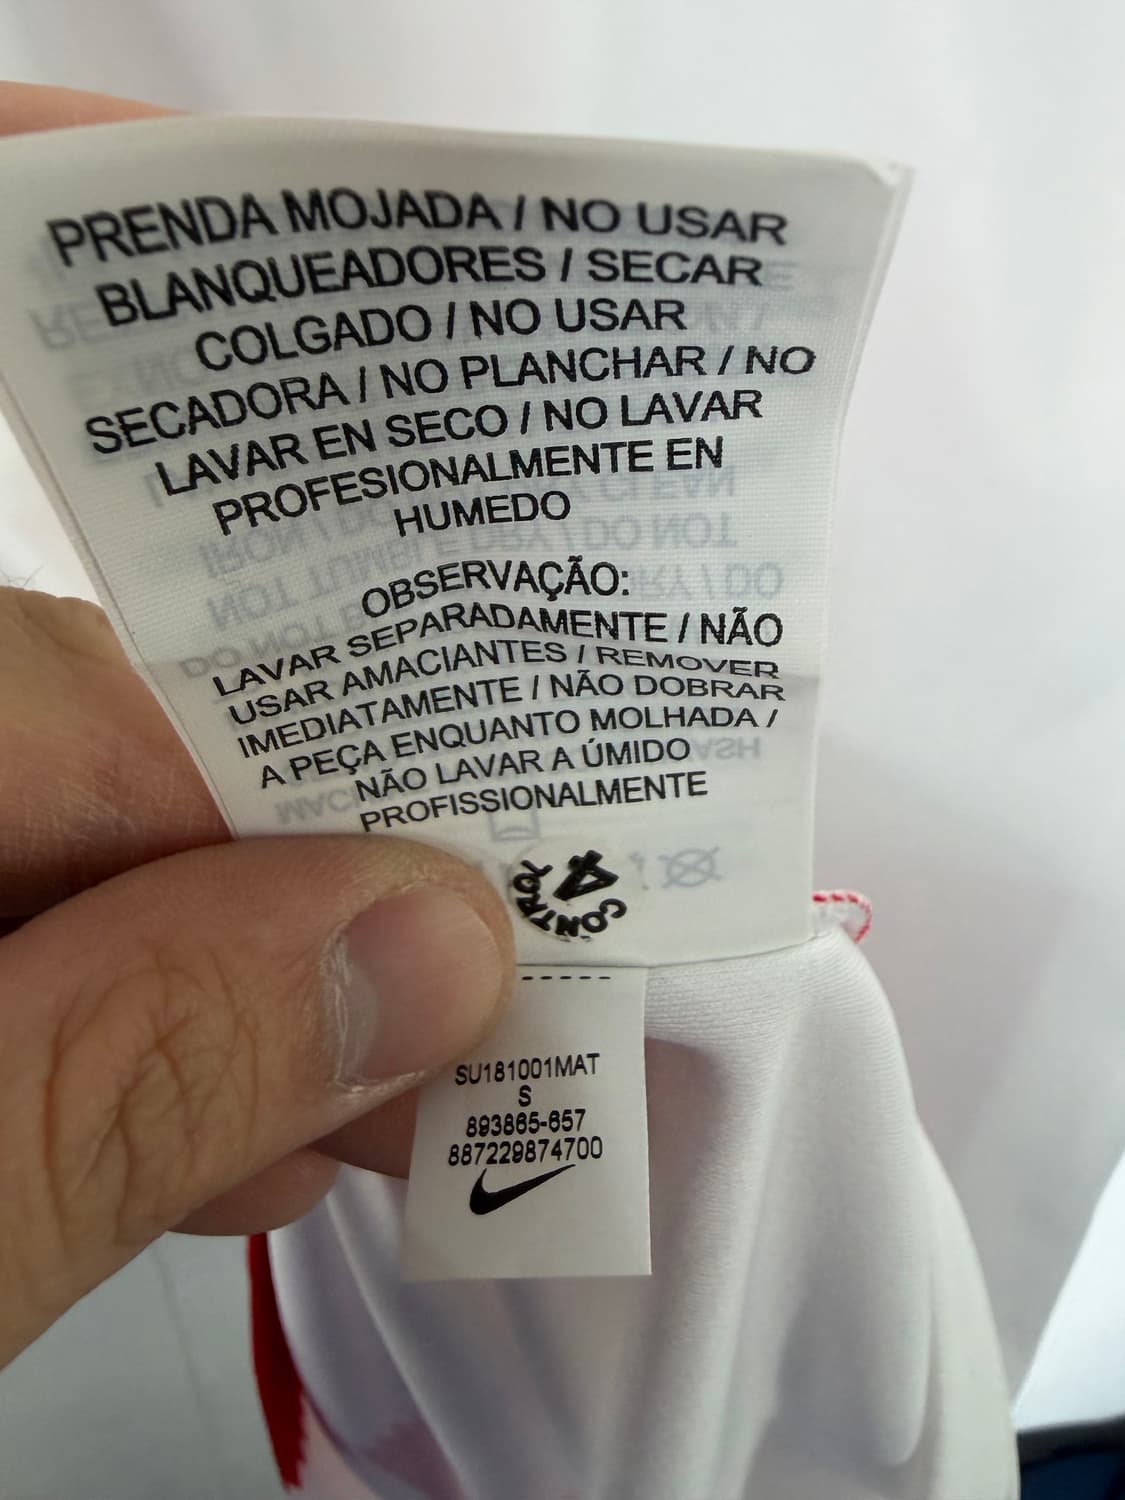 PRENDA MOJADA / NO USAR
BLANQUEADORES / SECAR
COLGADO / NO USAR
SECADORA / NO PLANCHAR / NO
LAVAR EN SECO / NO LAVAR
PROFESIONALMENTE EN
HUMEDO
OBSERVAÇÃO:
LAVAR SEPARADAMENTE / NÃO
USAR AMACIANTES / REMOVER
IMEDIATAMENTE / NÃO DOBRAR
A PEÇA ENQUANTO MOLHADA /
NÃO LAVAR A ÚMIDO
PROFISSIONALMENTE
CONTROL
4
SU181001MAT
S
893865-657
887229874700